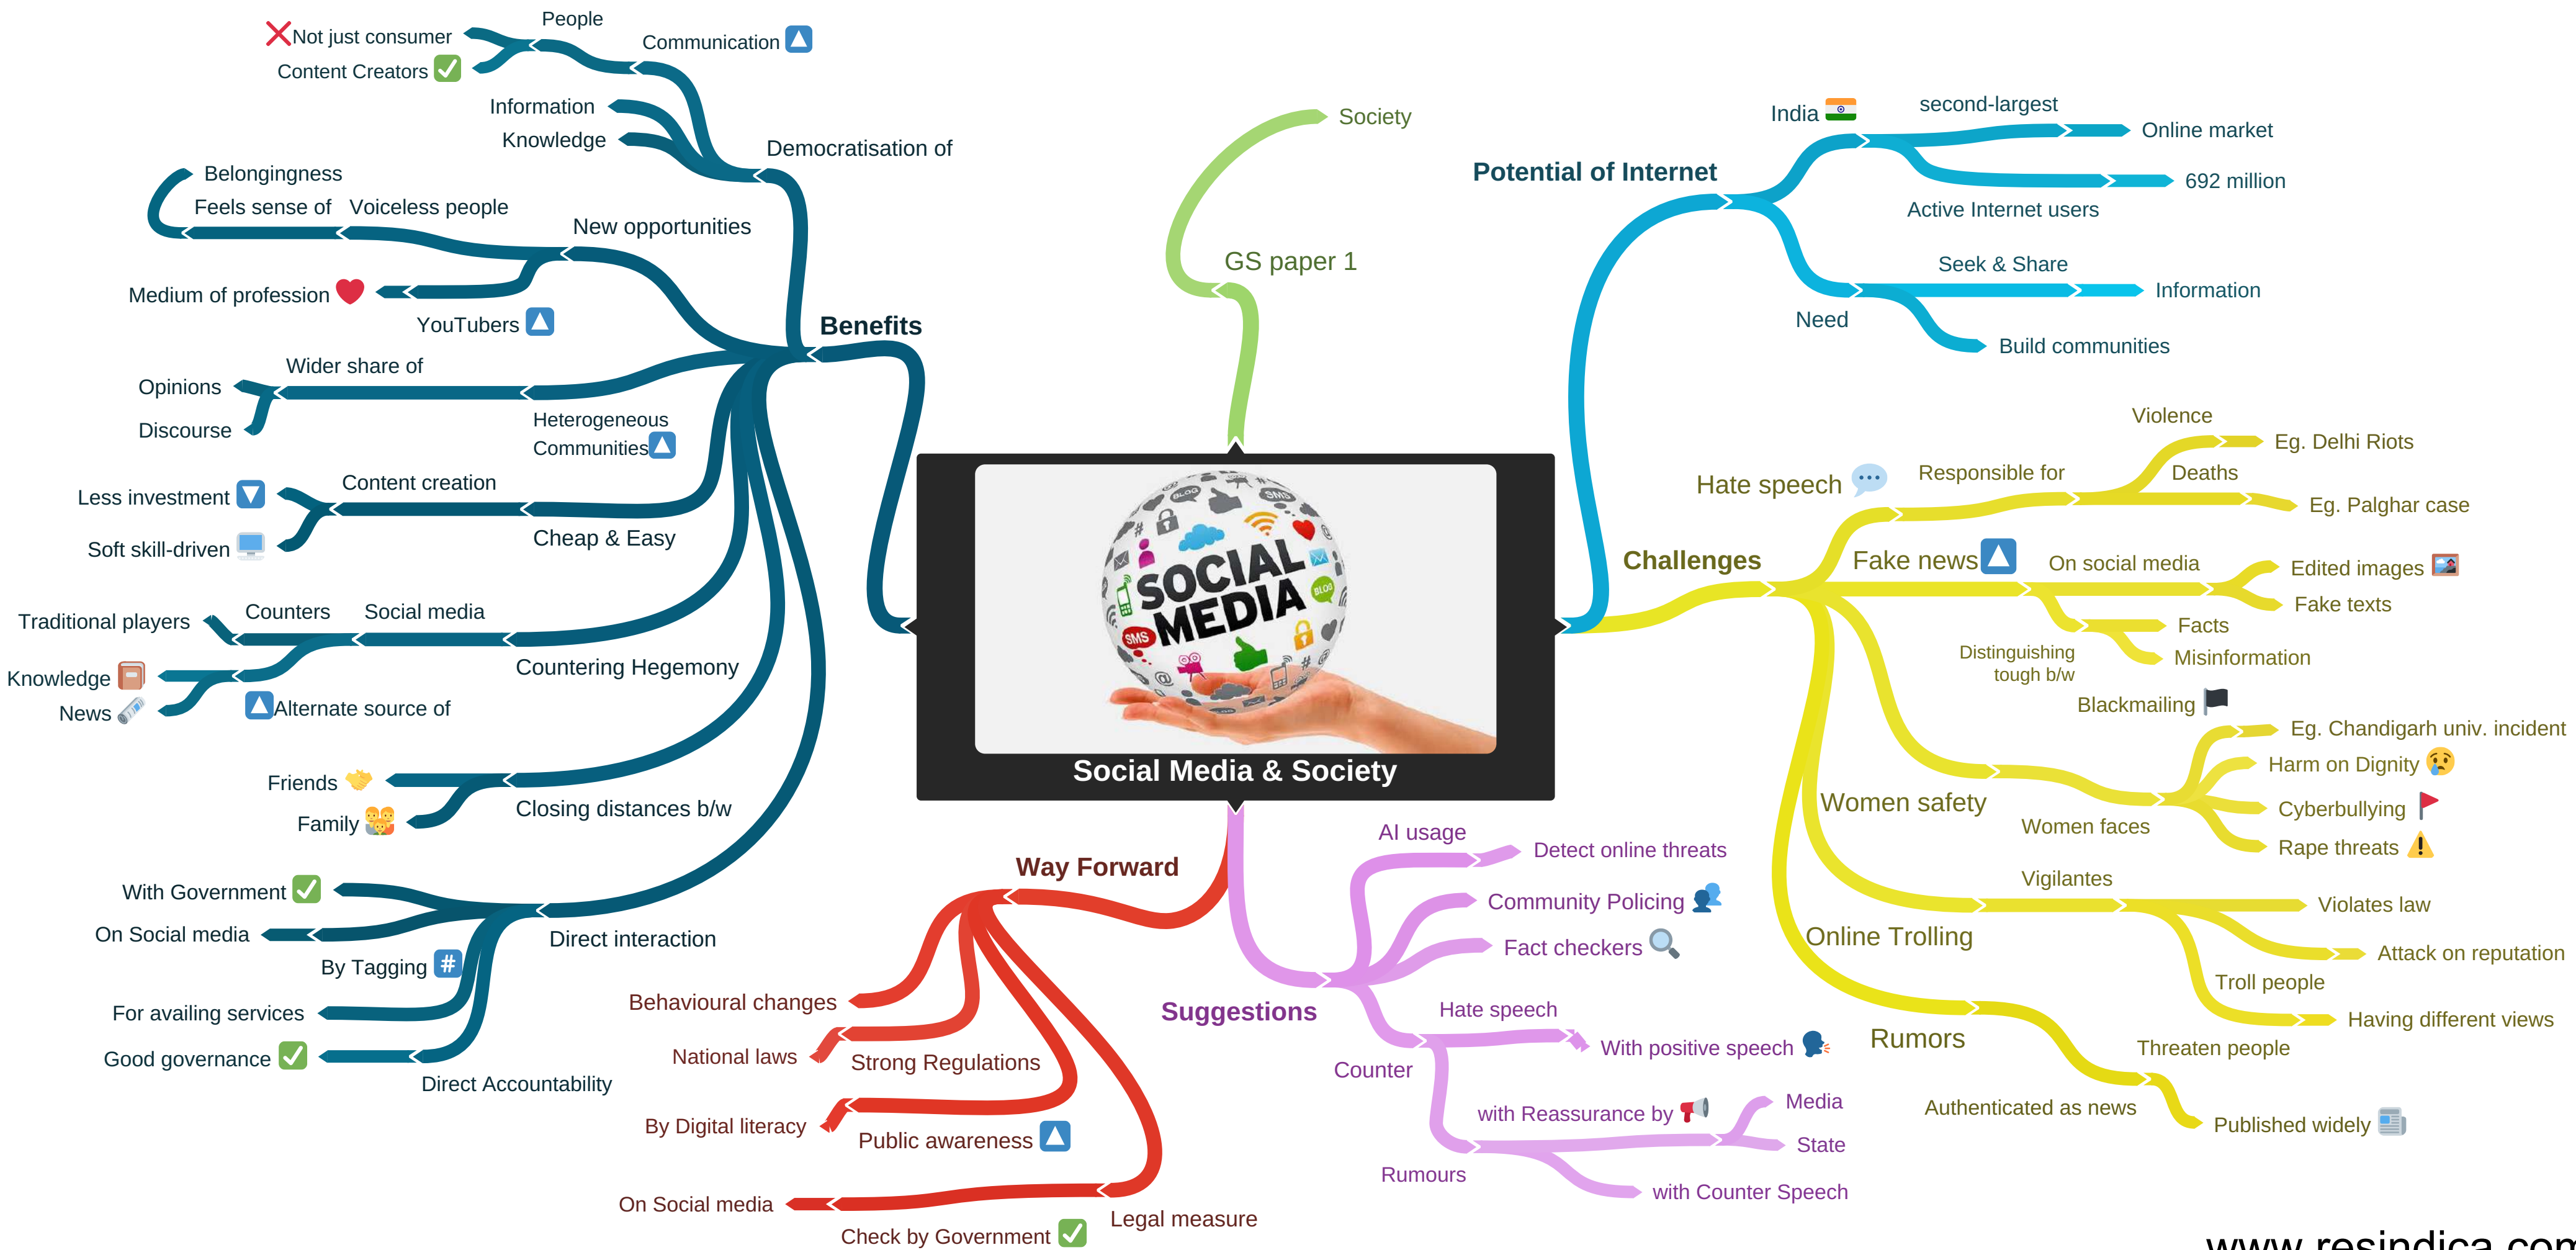 Social Media & Society
SOCIAL
MEDIA
BLOG
SMS
BLOG
SMS
GS paper 1
Society
Potential of Internet
India
second-largest
Online market
Active Internet users
692 million
Need
Seek & Share
Information
Build communities
Challenges
Hate speech
Responsible for
Violence
Eg. Delhi Riots
Deaths
Eg. Palghar case
Fake news
On social media
Edited images
Fake texts
Distinguishing
tough b/w
Facts
Misinformation
Women safety
Women faces
Blackmailing
Eg. Chandigarh univ. incident
Harm on Dignity
Cyberbullying
Rape threats
Online Trolling
Vigilantes
Violates law
Attack on reputation
Troll people
Having different views
Threaten people
Rumors
Authenticated as news
Published widely
Suggestions
AI usage
Detect online threats
Community Policing
Fact checkers
Counter
Hate speech
With positive speech
Rumours
with Reassurance by
Media
State
with Counter Speech
Way Forward
Behavioural changes
Strong Regulations
National laws
Public awareness
By Digital literacy
Legal measure
Check by Government
On Social media
Benefits
Democratisation of
Communication
People
Not just consumer
Content Creators
Information
Knowledge
New opportunities
Voiceless people
Feels sense of
Belongingness
YouTubers
Medium of profession
Heterogeneous
Communities
Wider share of
Opinions
Discourse
Cheap & Easy
Content creation
Less investment
Soft skill-driven
Countering Hegemony
Social media
Counters
Traditional players
Alternate source of
Knowledge
News
Closing distances b/w
Friends
Family
Direct interaction
With Government
By Tagging
On Social media
For availing services
Direct Accountability
Good governance
www.resindica.com